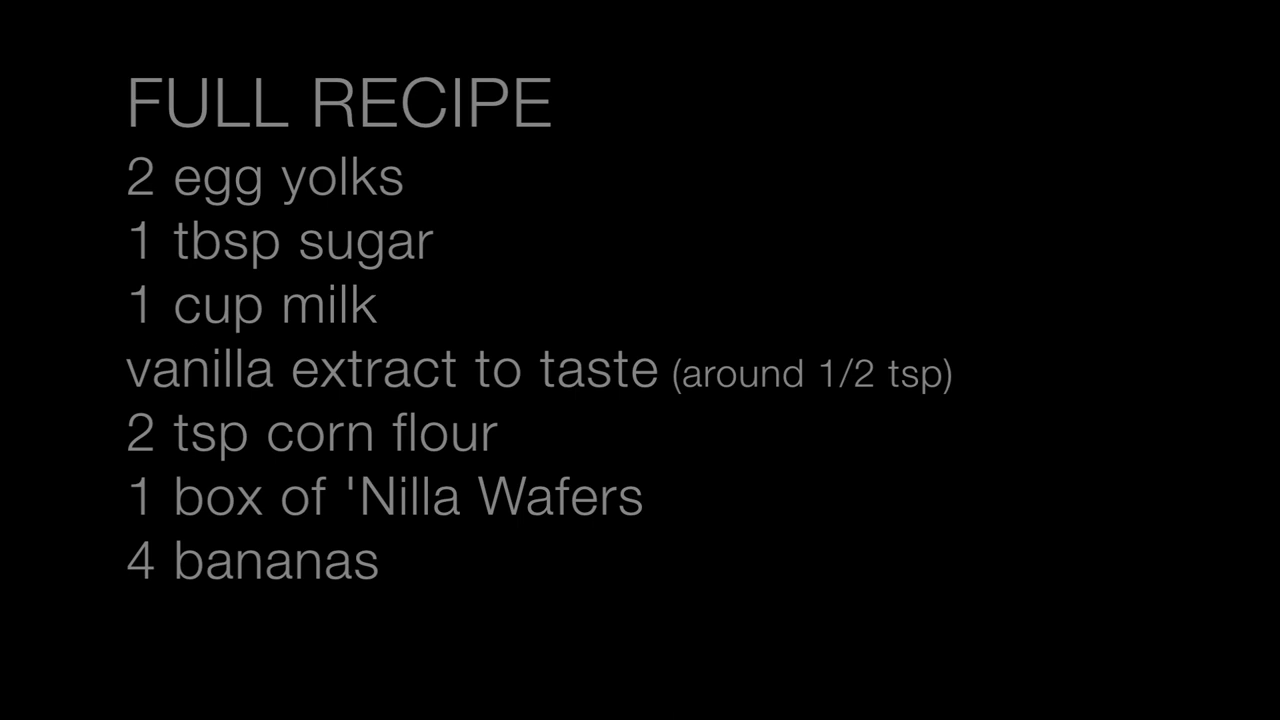 FULL RECIPE
2 egg yolks
1 tbsp sugar
1 cup milk
vanilla extract to taste (around 1/2 tsp)
2 tsp corn flour
1 box of 'Nilla Wafers
4 bananas